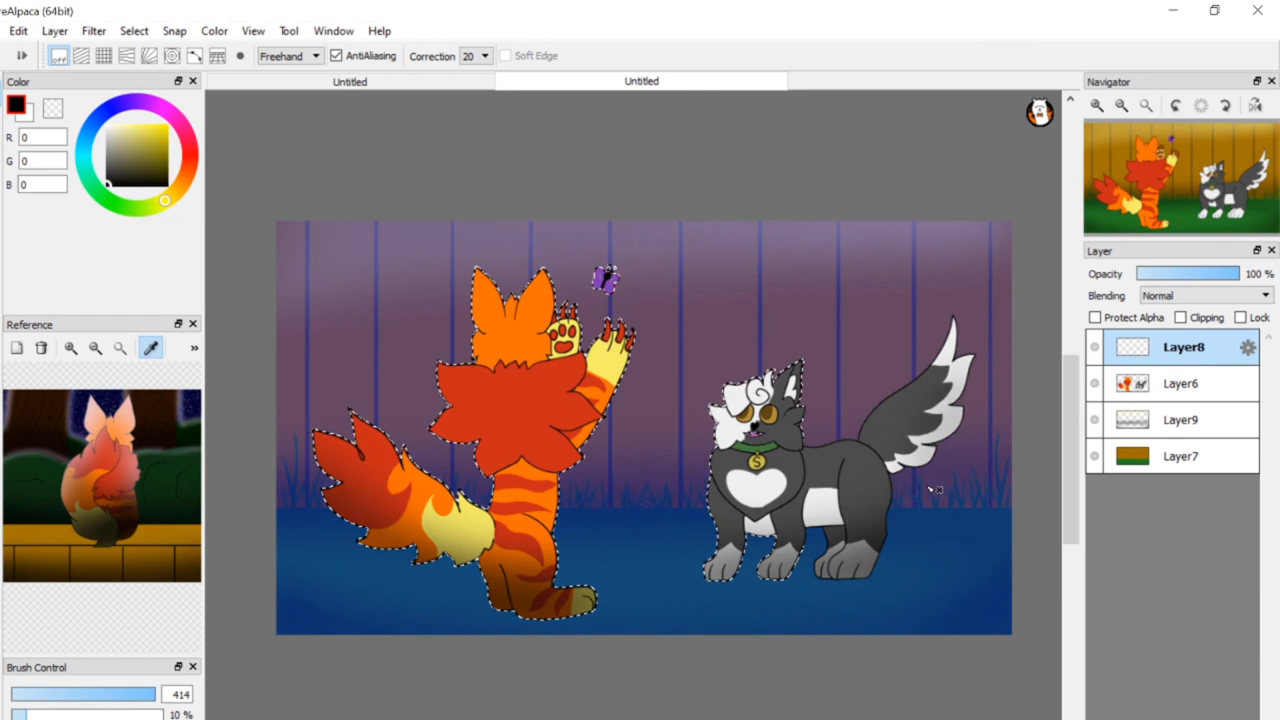 reAlpaca (64bit)
Edit Layer Filter Select Snap Color View Tool Window Help
off Freehand AntiAliasing Correction 20 Soft Edge
Color
Untitled
Untitled
Navigator
R 0
G 0
B 0
Layer
Opacity 100 %
Blending Normal
Protect Alpha Clipping Lock
Reference
Layer8
Layer6
Layer9
Layer7
S
Brush Control
414
10 %